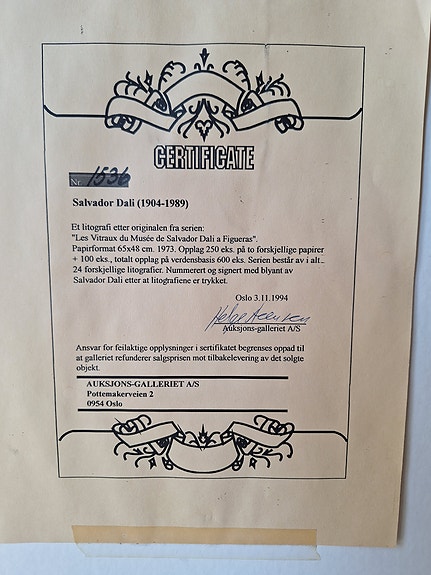 CERTIFICATE
Nr. 1536
Salvador Dali (1904-1989)
Et litografi etter originalen fra serien:
"Les Vitraux du Musée de Salvador Dali a Figueras".
Papirformat 65x48 cm. 1973. Opplag 250 eks. på to forskjellige papirer
+ 100 eks., totalt opplag på verdensbasis 600 eks. Serien består av i alt
24 forskjellige litografier. Nummerert og signert med blyant av
Salvador Dali etter at litografiene er trykket.
Oslo 3.11.1994
Auksjons-galleriet A/S
Ansvar for feilaktige opplysninger i sertifikatet begrenses oppad til
at galleriet refunderer salgsprisen mot tilbakelevering av det solgte
objekt.
AUKSJONS-GALLERIET A/S
Pottemakerveien 2
0954 Oslo